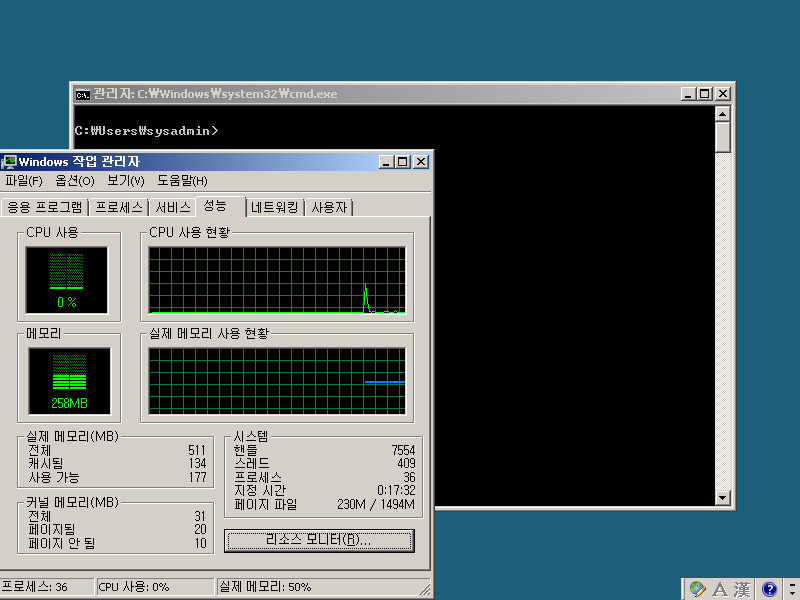 관리자: C:₩Windows₩system32₩cmd.exe
C:₩Users₩sysadmin>
Windows 작업 관리자
파일(F) 옵션(O) 보기(V) 도움말(H)
응용 프로그램 프로세스 서비스 성능 네트워킹 사용자
CPU 사용 CPU 사용 현황
0 %
메모리 실제 메모리 사용 현황
258MB
실제 메모리(MB)
전체 511
캐시됨 134
사용 가능 177
커널 메모리(MB)
전체 31
페이지됨 20
페이지 안 됨 10
시스템
핸들 7554
스레드 409
프로세스 36
지정 시간 0:17:32
페이지 파일 230M / 1494M
리소스 모니터(R)...
프로세스: 36 CPU 사용: 0% 실제 메모리: 50%
A 漢 ?